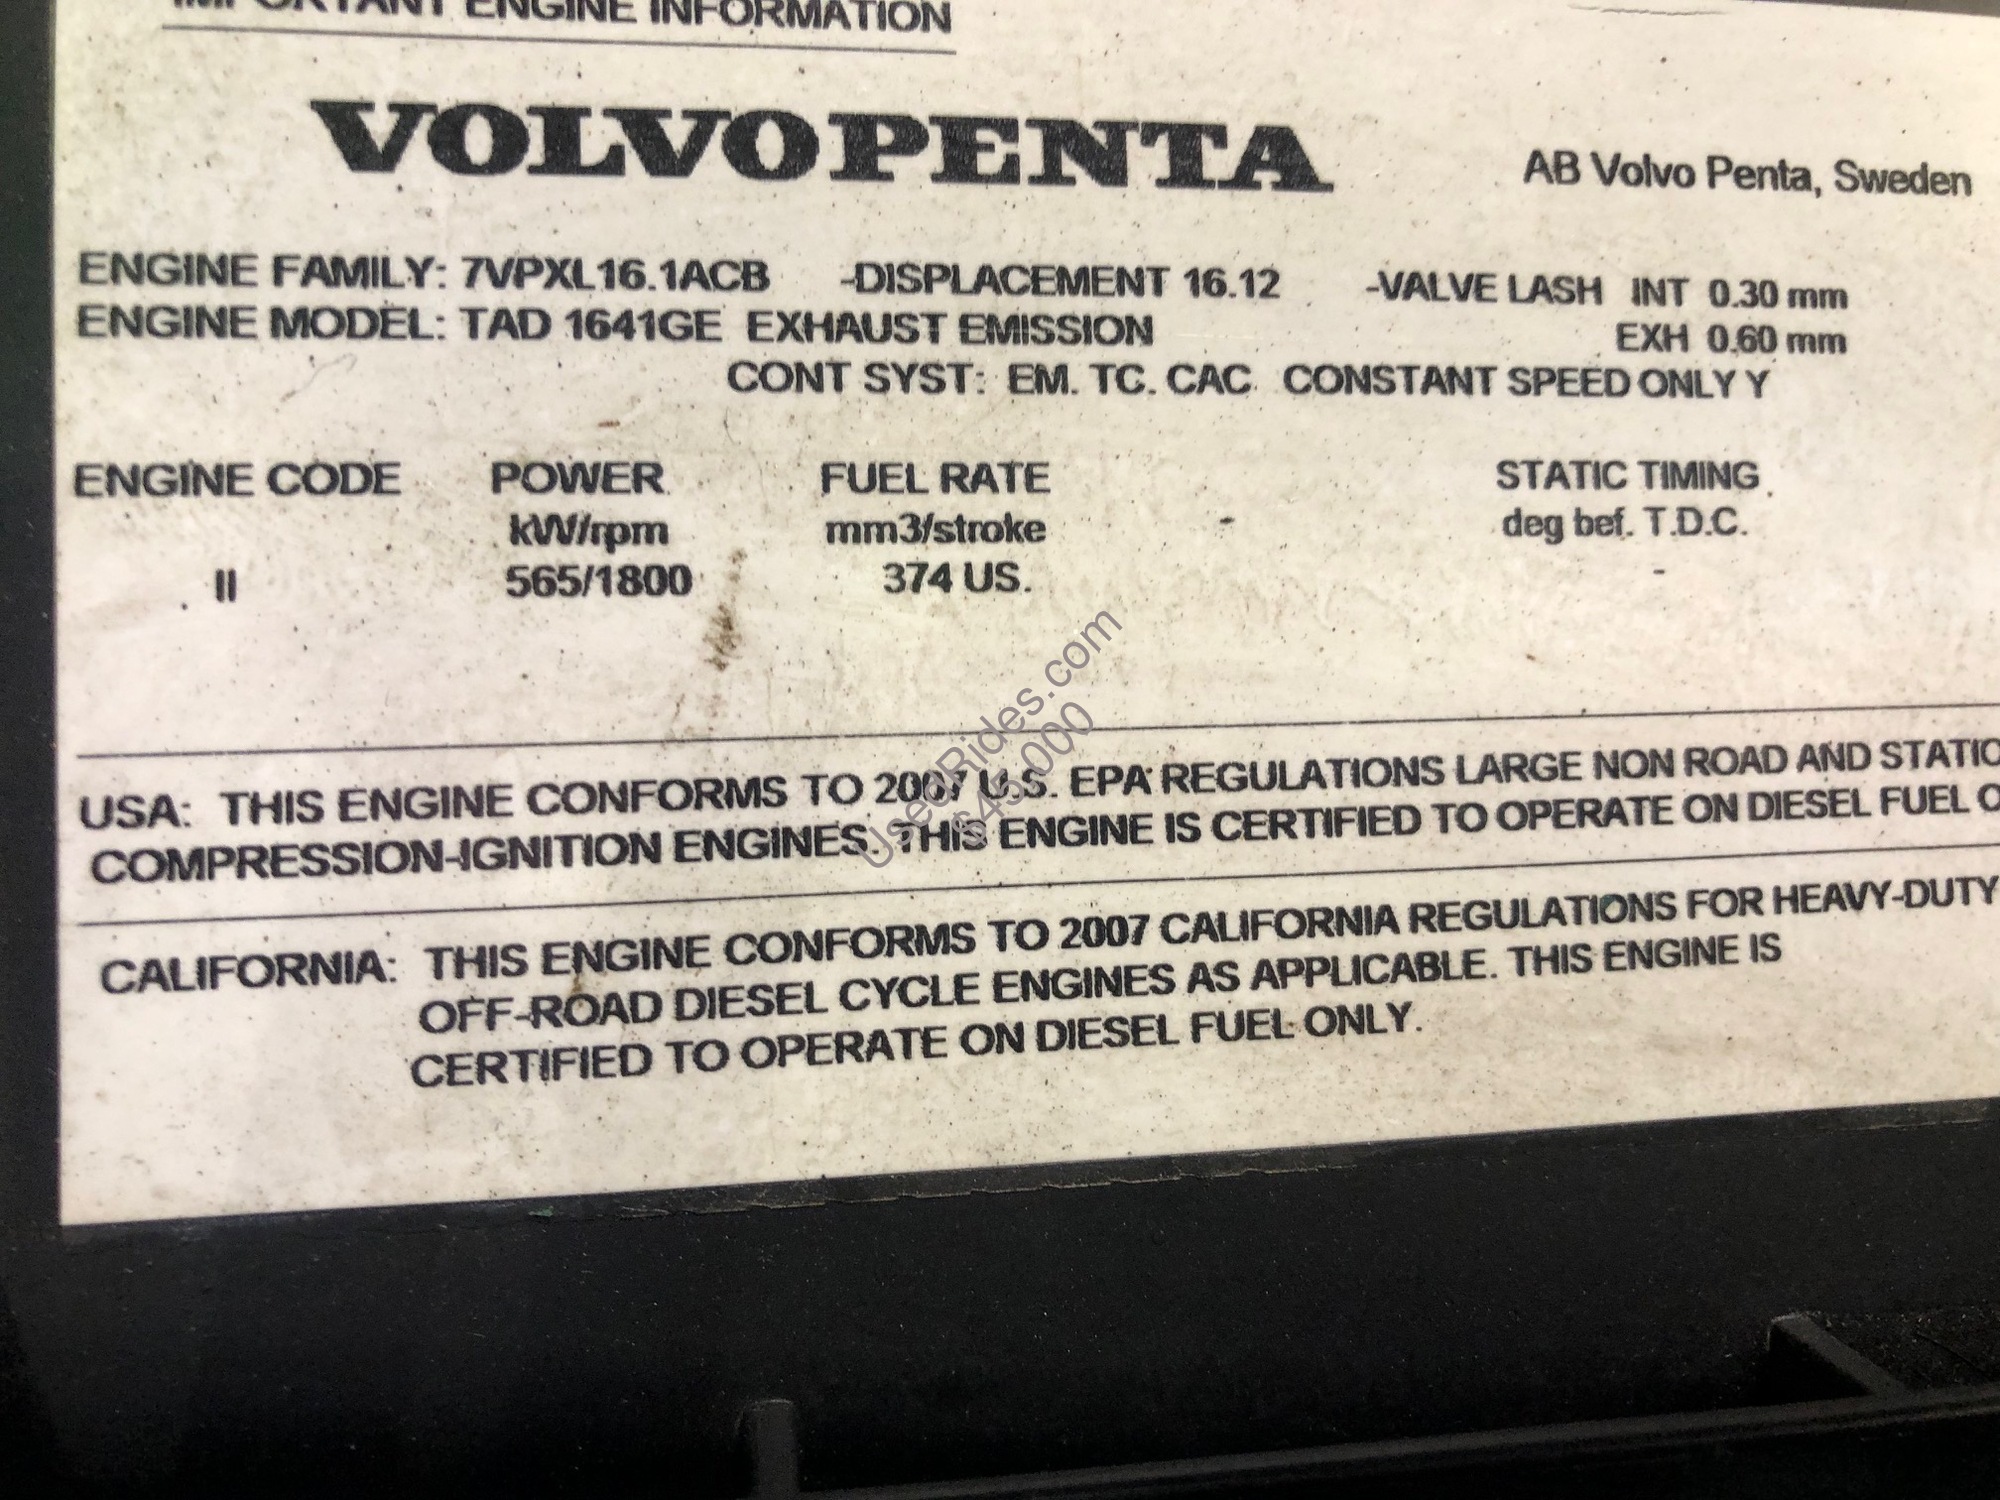 IMPORTANT ENGINE INFORMATION
VOLVO PENTA
AB Volvo Penta, Sweden
ENGINE FAMILY: 7VPXL16.1ACB -DISPLACEMENT 16.12 -VALVE LASH INT 0.30 mm
ENGINE MODEL: TAD 1641GE EXHAUST EMISSION EXH 0.60 mm
CONT SYST: EM. TC. CAC CONSTANT SPEED ONLY Y
ENGINE CODE POWER FUEL RATE STATIC TIMING
kW/rpm mm3/stroke - deg bef. T.D.C.
II 565/1800 374 US. -
USA: THIS ENGINE CONFORMS TO 2007 U.S. EPA REGULATIONS LARGE NON ROAD AND STATIO
COMPRESSION-IGNITION ENGINES. THIS ENGINE IS CERTIFIED TO OPERATE ON DIESEL FUEL O
CALIFORNIA: THIS ENGINE CONFORMS TO 2007 CALIFORNIA REGULATIONS FOR HEAVY-DUTY
OFF-ROAD DIESEL CYCLE ENGINES AS APPLICABLE. THIS ENGINE IS
CERTIFIED TO OPERATE ON DIESEL FUEL ONLY.
UsedRides.com
$45,000